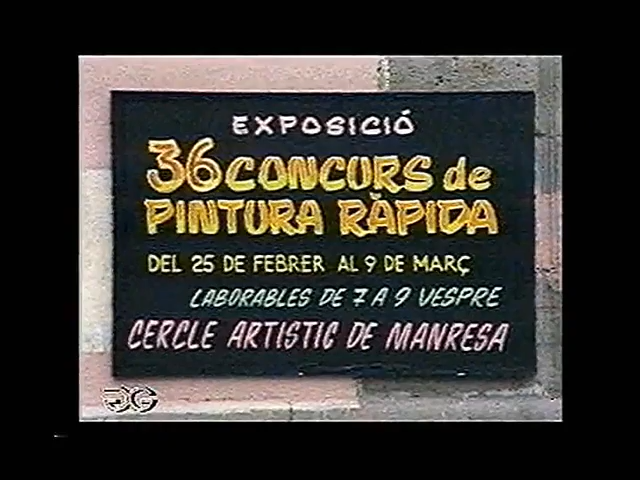 EXPOSICIÓ
36 CONCURS de
PINTURA RÀPIDA
DEL 25 DE FEBRER AL 9 DE MARÇ
LABORABLES DE 7 A 9 VESPRE
CERCLE ARTISTIC DE MANRESA